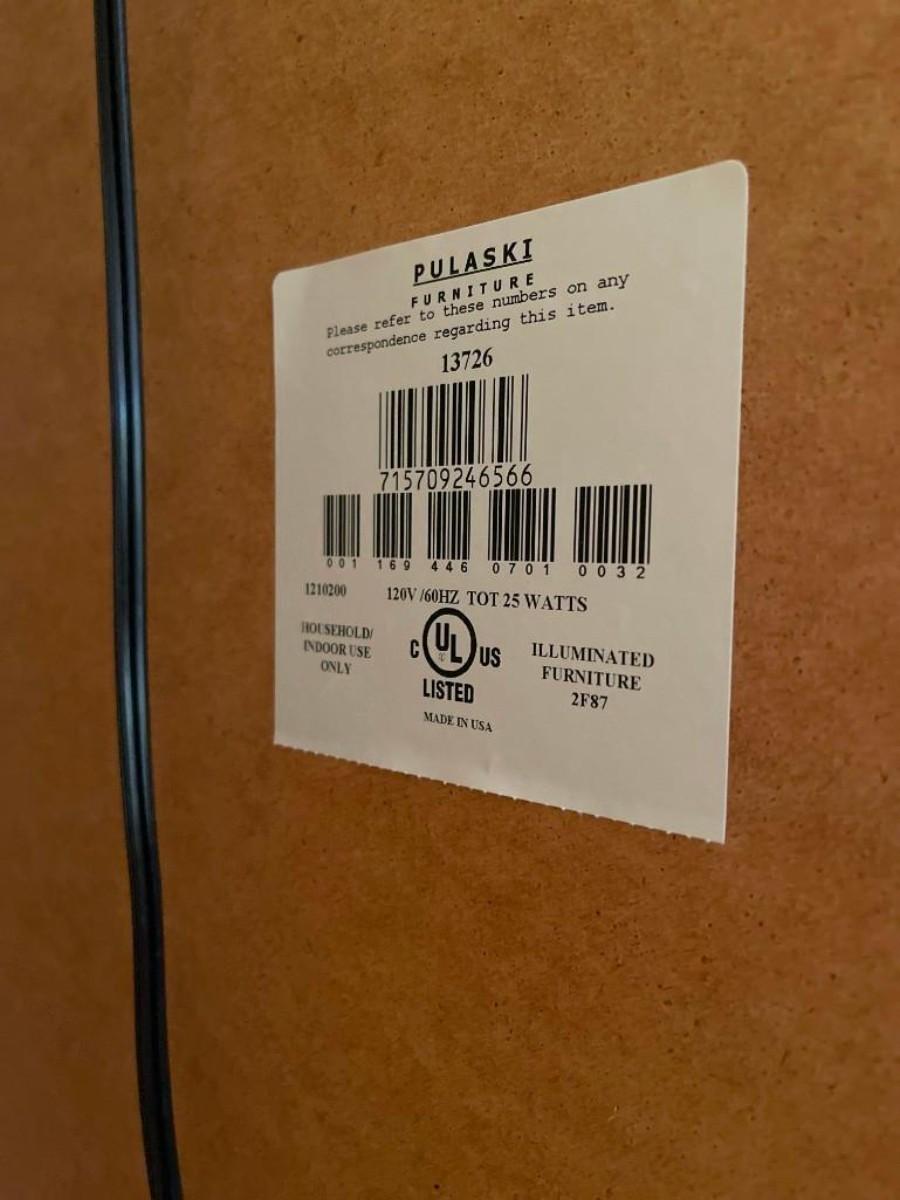 PULASKI
FURNITURE
Please refer to these numbers on any
correspondence regarding this item.
13726
715709246566
001 169 446 0701 0032
1210200 120V /60HZ TOT 25 WATTS
HOUSEHOLD/
INDOOR USE
ONLY
C UL US
LISTED
ILLUMINATED
FURNITURE
2F87
MADE IN USA